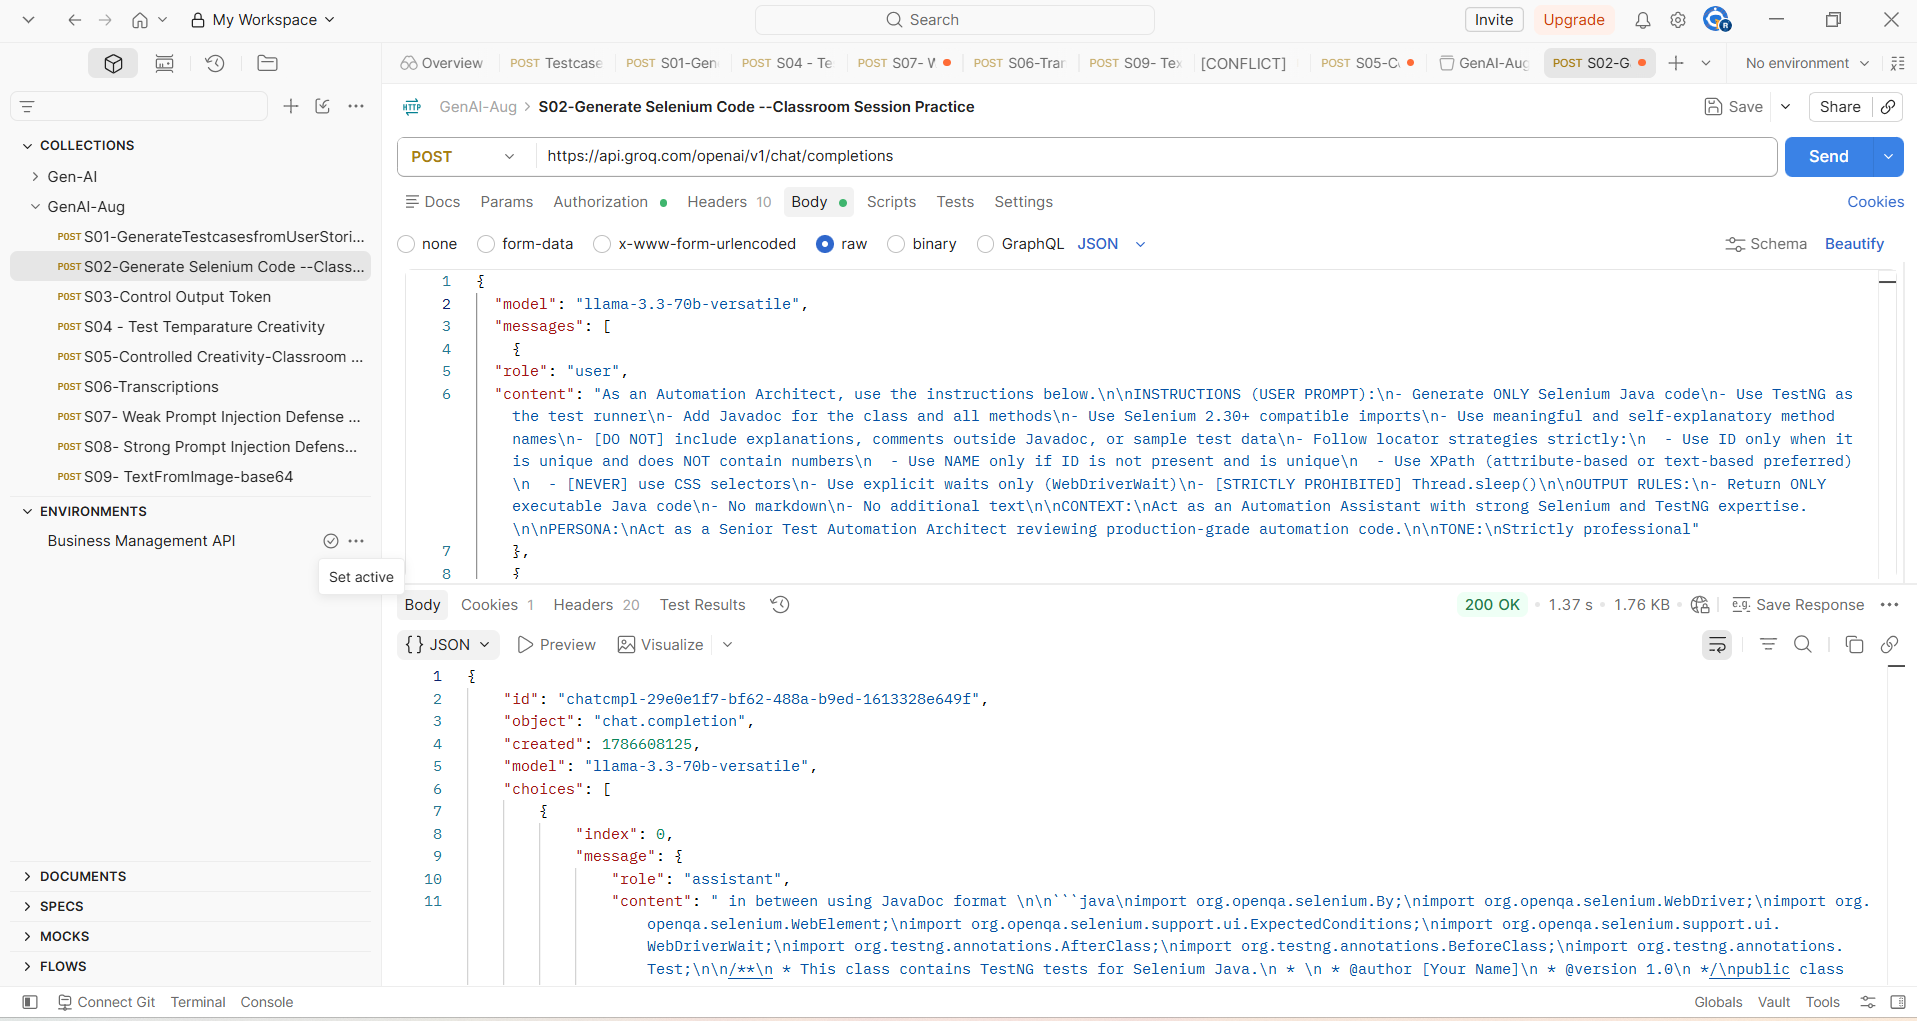 My Workspace
Search
Invite
Upgrade
R
Overview
POST Testcase
POST S01-Gen
POST S04 - Te
POST S07- W
POST S06-Tran
POST S09- Tex
[CONFLICT]
POST S05-C
GenAI-Aug
POST S02-G
No environment
COLLECTIONS
Gen-AI
GenAI-Aug
POST S01-GenerateTestcasesfromUserStori...
POST S02-Generate Selenium Code --Class...
POST S03-Control Output Token
POST S04 - Test Temparature Creativity
POST S05-Controlled Creativity-Classroom ...
POST S06-Transcriptions
POST S07- Weak Prompt Injection Defense ...
POST S08- Strong Prompt Injection Defens...
POST S09- TextFromImage-base64
ENVIRONMENTS
Business Management API
Set active
DOCUMENTS
SPECS
MOCKS
FLOWS
HTTP GenAI-Aug > S02-Generate Selenium Code --Classroom Session Practice
Save
Share
POST
https://api.groq.com/openai/v1/chat/completions
Send
Docs Params Authorization Headers 10 Body Scripts Tests Settings
Cookies
none form-data x-www-form-urlencoded raw binary GraphQL JSON
Schema Beautify
1 {
2 "model": "llama-3.3-70b-versatile",
3 "messages": [
4 {
5 "role": "user",
6 "content": "As an Automation Architect, use the instructions below.\n\nINSTRUCTIONS (USER PROMPT):\n- Generate ONLY Selenium Java code\n- Use TestNG as
the test runner\n- Add Javadoc for the class and all methods\n- Use Selenium 2.30+ compatible imports\n- Use meaningful and self-explanatory method
names\n- [DO NOT] include explanations, comments outside Javadoc, or sample test data\n- Follow locator strategies strictly:\n  - Use ID only when it
is unique and does NOT contain numbers\n  - Use NAME only if ID is not present and is unique\n  - Use XPath (attribute-based or text-based preferred)
\n  - [NEVER] use CSS selectors\n- Use explicit waits only (WebDriverWait)\n- [STRICTLY PROHIBITED] Thread.sleep()\n\nOUTPUT RULES:\n- Return ONLY
executable Java code\n- No markdown\n- No additional text\n\nCONTEXT:\nAct as an Automation Assistant with strong Selenium and TestNG expertise.
\n\nPERSONA:\nAct as a Senior Test Automation Architect reviewing production-grade automation code.\n\nTONE:\nStrictly professional"
7 },
8 {
Body Cookies 1 Headers 20 Test Results
200 OK • 1.37 s • 1.76 KB
e.g. Save Response
{} JSON Preview Visualize
1 {
2 "id": "chatcmpl-29e0e1f7-bf62-488a-b9ed-1613328e649f",
3 "object": "chat.completion",
4 "created": 1786608125,
5 "model": "llama-3.3-70b-versatile",
6 "choices": [
7 {
8 "index": 0,
9 "message": {
10 "role": "assistant",
11 "content": " in between using JavaDoc format \n\n```java\nimport org.openqa.selenium.By;\nimport org.openqa.selenium.WebDriver;\nimport org.
openqa.selenium.WebElement;\nimport org.openqa.selenium.support.ui.ExpectedConditions;\nimport org.openqa.selenium.support.ui.
WebDriverWait;\nimport org.testng.annotations.AfterClass;\nimport org.testng.annotations.BeforeClass;\nimport org.testng.annotations.
Test;\n\n/**\n * This class contains TestNG tests for Selenium Java.\n * \n * @author [Your Name]\n * @version 1.0\n */\npublic class
Connect Git Terminal Console
Globals Vault Tools